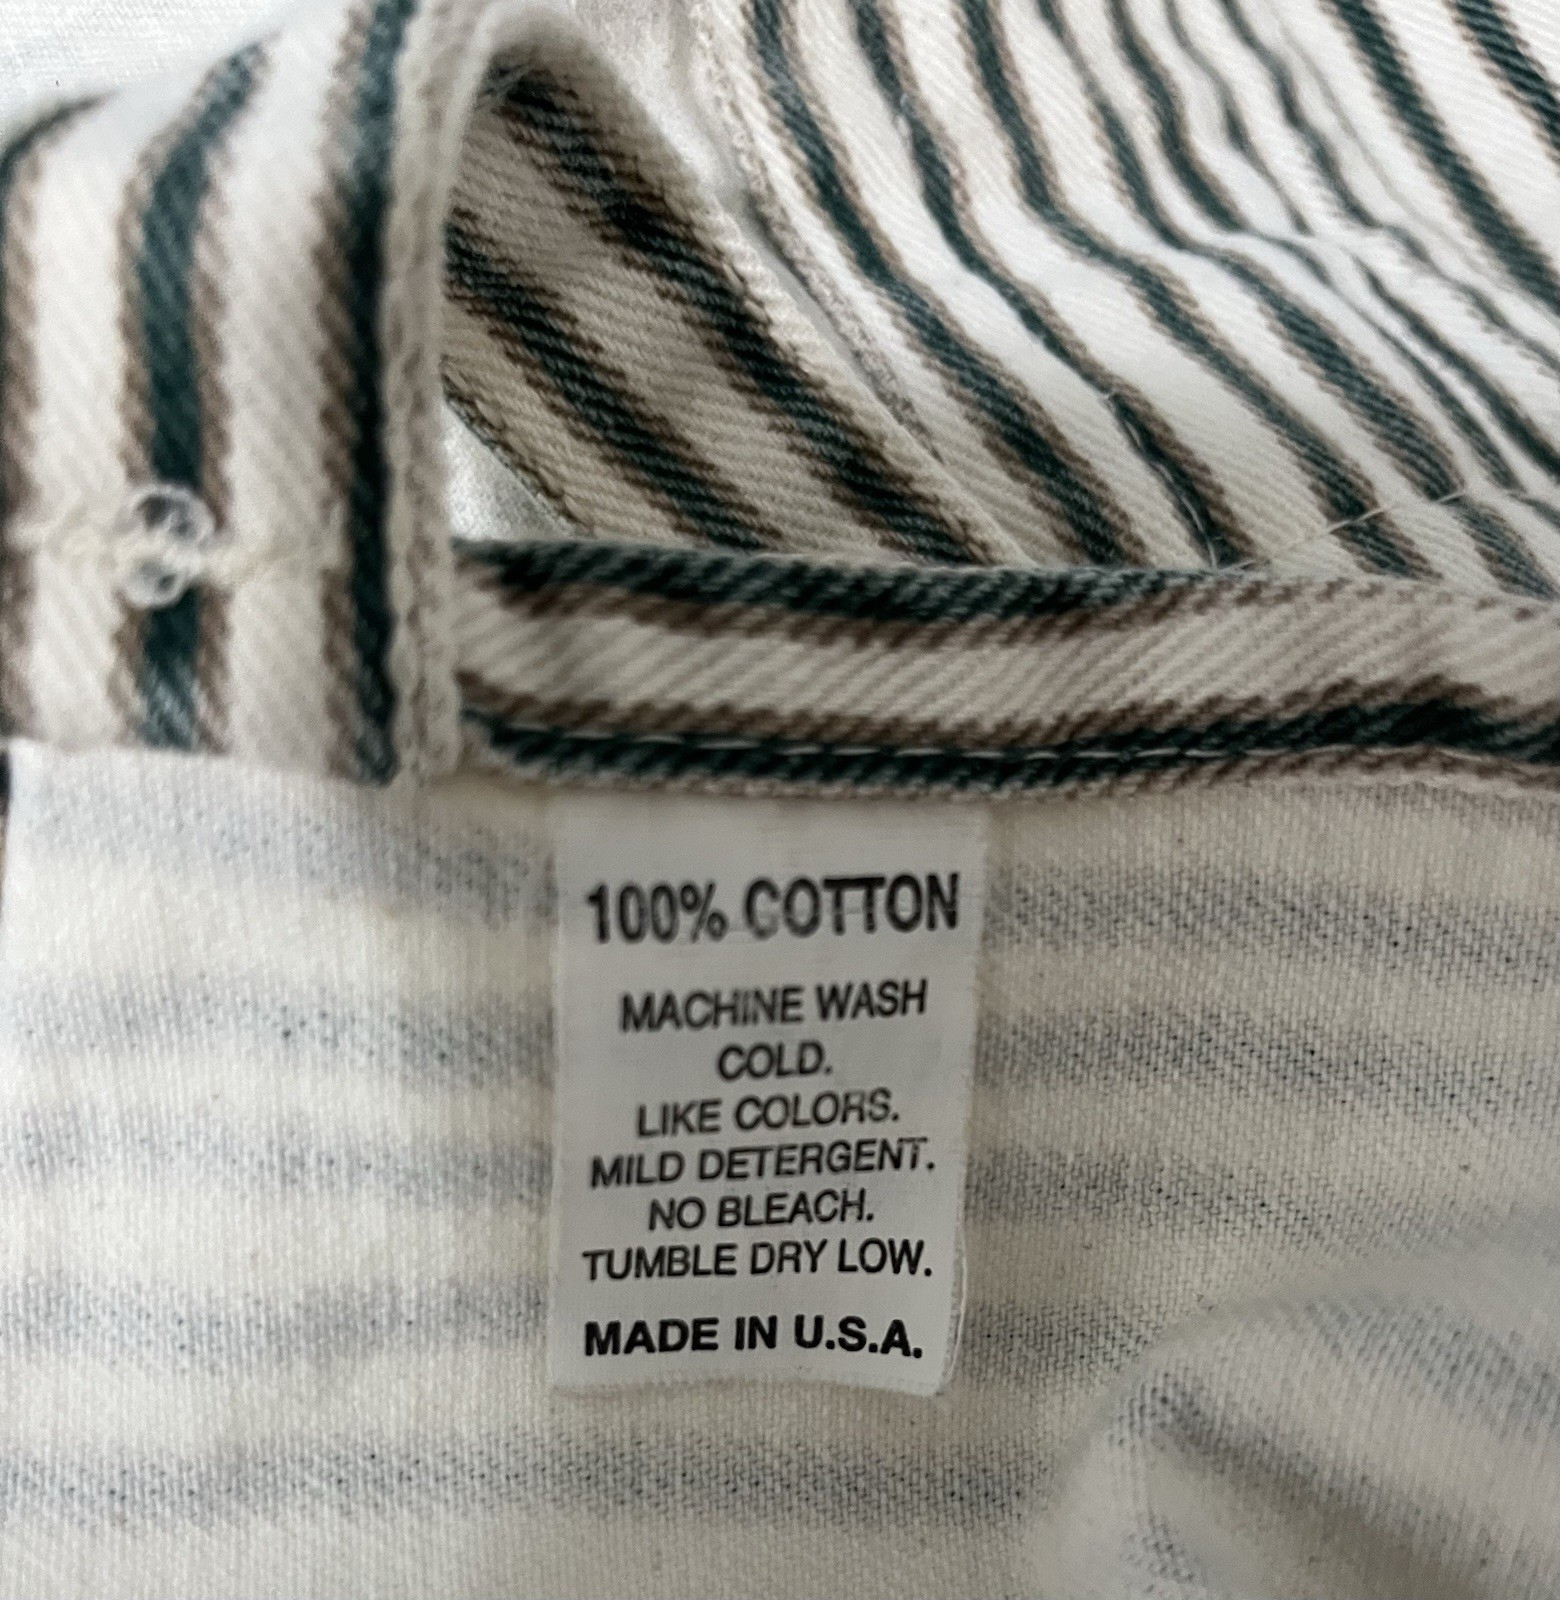 100% COTTON
MACHINE WASH
COLD.
LIKE COLORS.
MILD DETERGENT.
NO BLEACH.
TUMBLE DRY LOW.
MADE IN U.S.A.